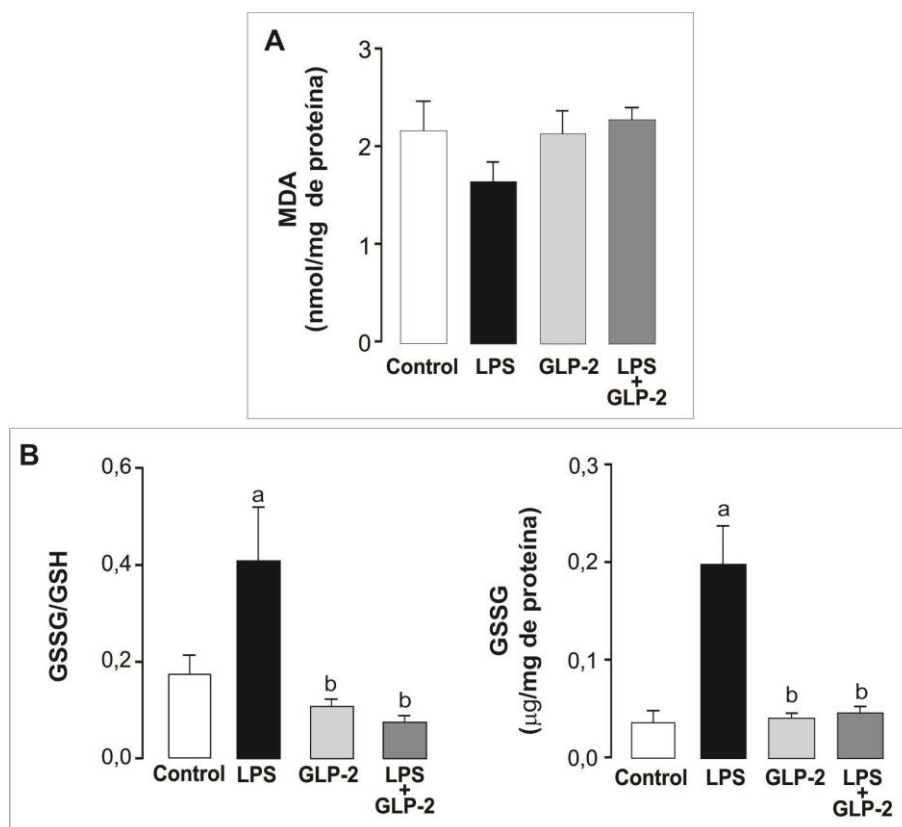 A
MDA
(nmol/mg de proteína)
3
2
1
0
Control LPS GLP-2 LPS
+
GLP-2
B
GSSG/GSH
0,6
0,4
0,2
0,0
a
b
b
Control LPS GLP-2 LPS
+
GLP-2
GSSG
(µg/mg de proteína)
0,3
0,2
0,1
0,0
a
b
b
Control LPS GLP-2 LPS
+
GLP-2